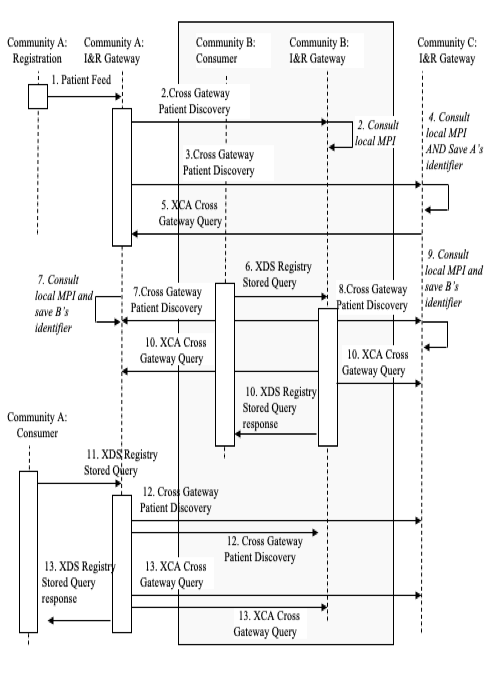 Community A:
Registration
Community A:
I&R Gateway
Community B:
Consumer
Community B:
I&R Gateway
Community C:
I&R Gateway
1. Patient Feed
2.Cross Gateway
Patient Discovery
2. Consult
local MPI
4. Consult
local MPI
AND Save A's
identifier
3.Cross Gateway
Patient Discovery
5. XCA Cross
Gateway Query
6. XDS Registry
Stored Query
9. Consult
local MPI and
save B's
identifier
7. Consult
local MPI and
save B's
identifier
7.Cross Gateway
Patient Discovery
8.Cross Gateway
Patient Discovery
10. XCA Cross
Gateway Query
10. XCA Cross
Gateway Query
10. XDS Registry
Stored Query
response
Community A:
Consumer
11. XDS Registry
Stored Query
12. Cross Gateway
Patient Discovery
12. Cross Gateway
Patient Discovery
13. XDS Registry
Stored Query
response
13. XCA Cross
Gateway Query
13. XCA Cross
Gateway Query